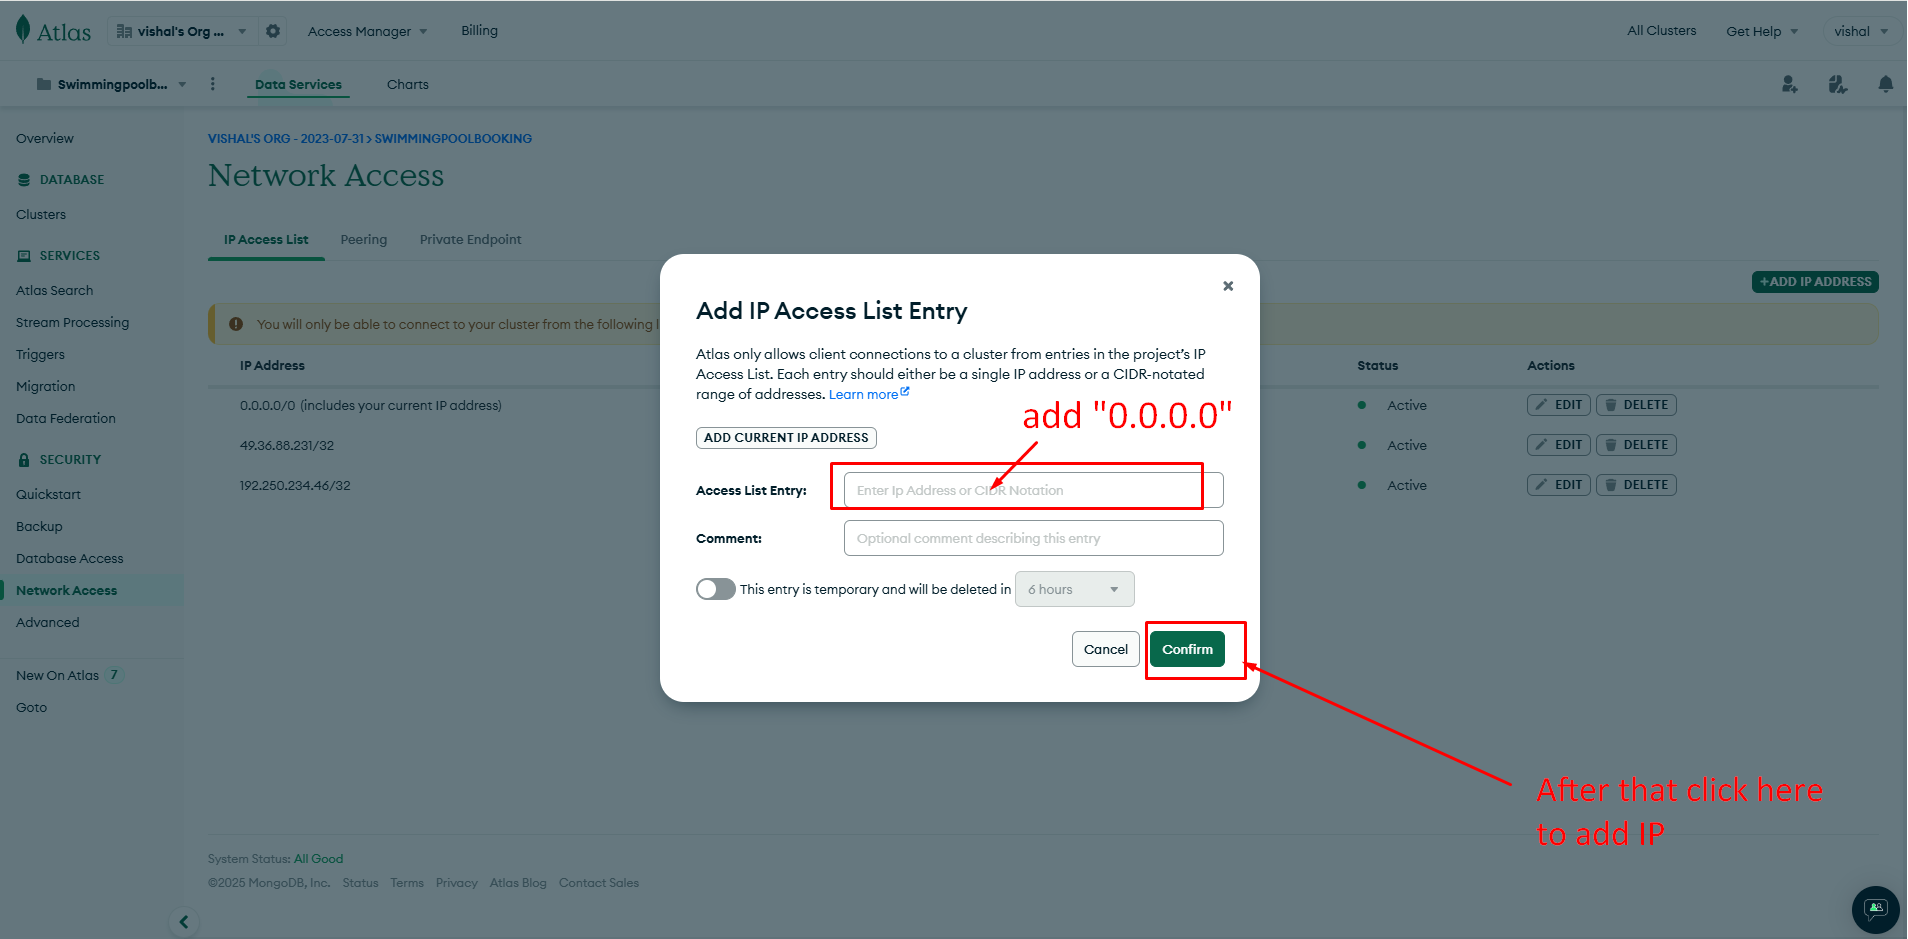 Atlas
vishal's Org ...
Access Manager
Billing
All Clusters
Get Help
vishal
Swimmingpoolb...
Data Services
Charts
Overview
DATABASE
Clusters
SERVICES
Atlas Search
Stream Processing
Triggers
Migration
Data Federation
SECURITY
Quickstart
Backup
Database Access
Network Access
Advanced
New On Atlas 7
Goto
VISHAL'S ORG - 2023-07-31 > SWIMMINGPOOLBOOKING
Network Access
IP Access List
Peering
Private Endpoint
+ADD IP ADDRESS
You will only be able to connect to your cluster from the following
IP Address
Status
Actions
0.0.0.0/0 (includes your current IP address)
Active
EDIT
DELETE
49.36.88.231/32
Active
EDIT
DELETE
192.250.234.46/32
Active
EDIT
DELETE
Add IP Access List Entry
Atlas only allows client connections to a cluster from entries in the project's IP
Access List. Each entry should either be a single IP address or a CIDR-notated
range of addresses. Learn more
add "0.0.0.0"
ADD CURRENT IP ADDRESS
Access List Entry:
Enter Ip Address or CIDR Notation
Comment:
Optional comment describing this entry
This entry is temporary and will be deleted in
6 hours
Cancel
Confirm
After that click here
to add IP
System Status: All Good
©2025 MongoDB, Inc.
Status
Terms
Privacy
Atlas Blog
Contact Sales